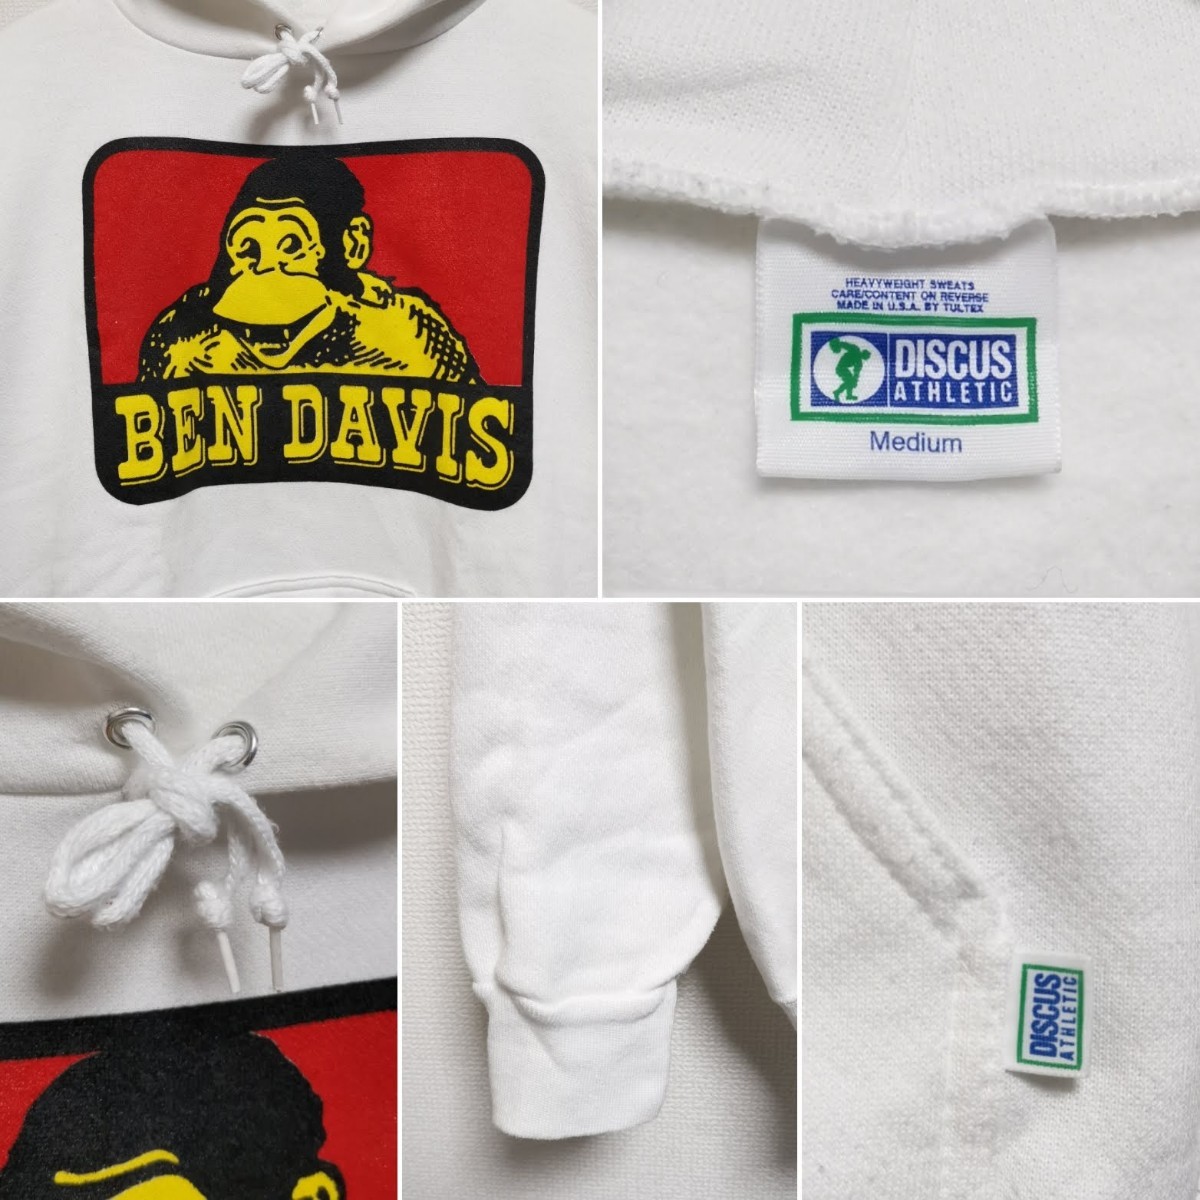 BEN DAVIS
HEAVYWEIGHT SWEATS
CARE/CONTENT ON REVERSE
MADE IN U.S.A. BY TULTEX
DISCUS
ATHLETIC
Medium
DISCUS
ATHLETIC